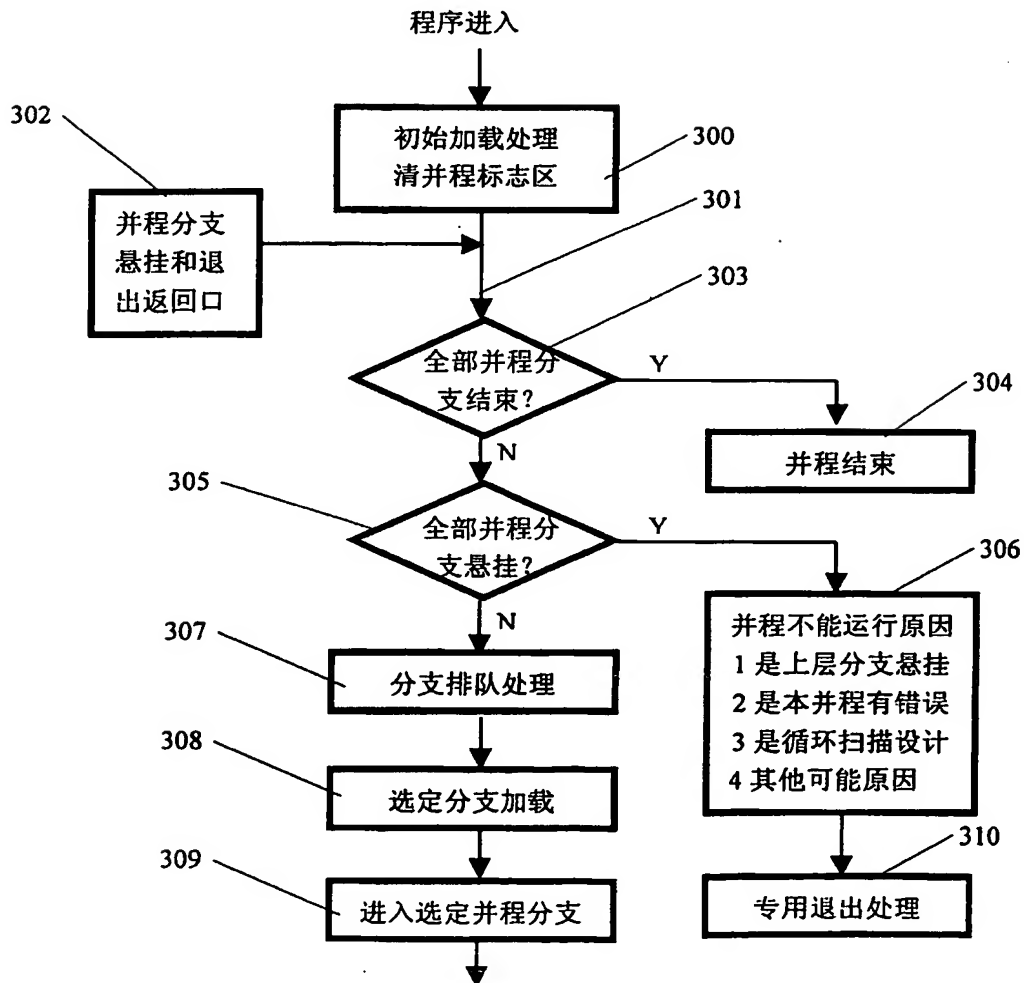 程序进入
302
初始加载处理
清并程标志区
300
并程分支
悬挂和退
出返回口
301
303
全部并程分
支结束?
Y
304
并程结束
N
305
全部并程分
支悬挂?
Y
306
并程不能运行原因
1 是上层分支悬挂
2 是本并程有错误
3 是循环扫描设计
4 其他可能原因
N
307
分支排队处理
308
选定分支加载
309
进入选定并程分支
310
专用退出处理